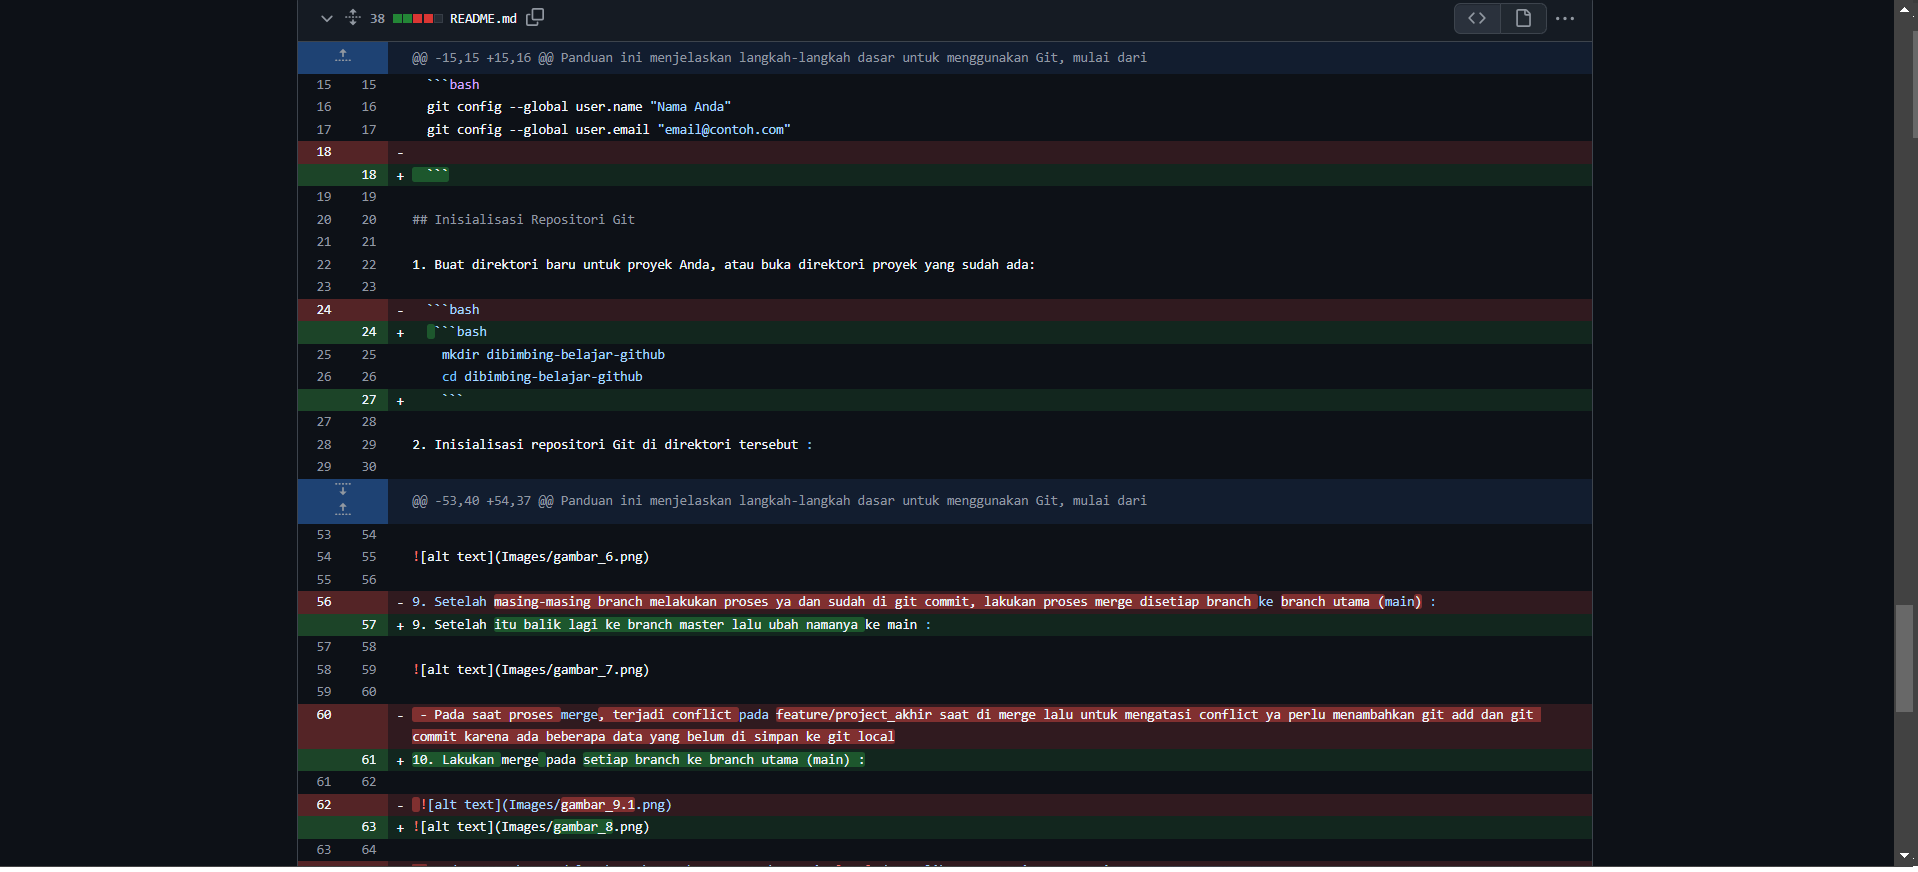 38 README.md
@@ -15,15 +15,16 @@ Panduan ini menjelaskan langkah-langkah dasar untuk menggunakan Git, mulai dari
15 15 ```bash
16 16 git config --global user.name "Nama Anda"
17 17 git config --global user.email "email@contoh.com"
18 -
18 + ```
19 19
20 20 ## Inisialisasi Repositori Git
21 21
22 22 1. Buat direktori baru untuk proyek Anda, atau buka direktori proyek yang sudah ada:
23 23
24 - ```bash
24 + ```bash
25 25 mkdir dibimbing-belajar-github
26 26 cd dibimbing-belajar-github
27 + ```
27 28
28 29 2. Inisialisasi repositori Git di direktori tersebut :
29 30
@@ -53,40 +54,37 @@ Panduan ini menjelaskan langkah-langkah dasar untuk menggunakan Git, mulai dari
53 54
54 55 ![alt text](Images/gambar_6.png)
55 56
56 - 9. Setelah masing-masing branch melakukan proses ya dan sudah di git commit, lakukan proses merge disetiap branch ke branch utama (main) :
57 + 9. Setelah itu balik lagi ke branch master lalu ubah namanya ke main :
57 58
58 59 ![alt text](Images/gambar_7.png)
59 60
60 - - Pada saat proses merge, terjadi conflict pada feature/project_akhir saat di merge lalu untuk mengatasi conflict ya perlu menambahkan git add dan git
commit karena ada beberapa data yang belum di simpan ke git local
61 + 10. Lakukan merge pada setiap branch ke branch utama (main) :
61 62
62 - ![alt text](Images/gambar_9.1.png)
63 + ![alt text](Images/gambar_8.png)
63 64